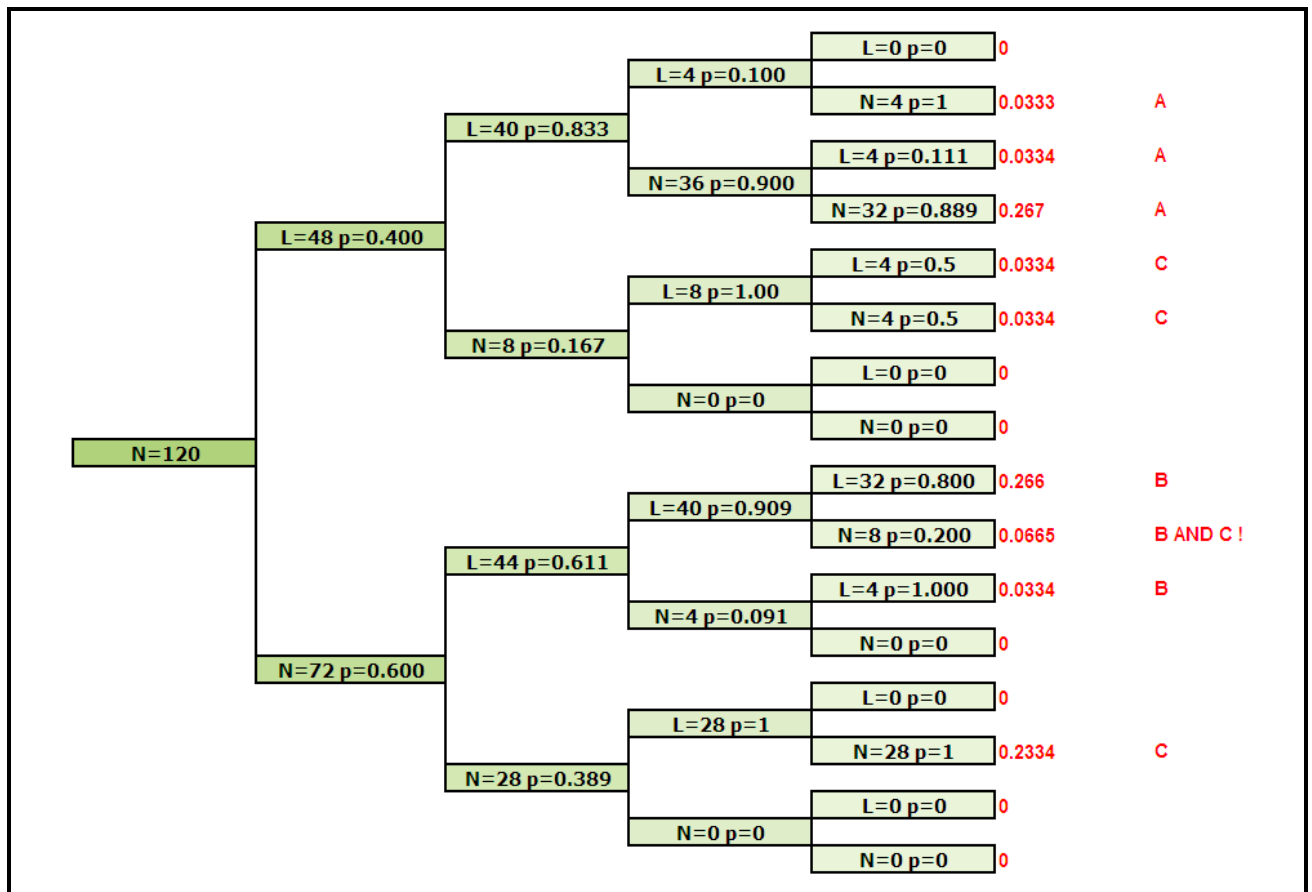 L=0 p=0 0
L=4 p=0.100
N=4 p=1 0.0333 A
L=40 p=0.833
L=4 p=0.111 0.0334 A
N=36 p=0.900
N=32 p=0.889 0.267 A
L=48 p=0.400
L=4 p=0.5 0.0334 C
L=8 p=1.00
N=4 p=0.5 0.0334 C
N=8 p=0.167
L=0 p=0 0
N=0 p=0
N=0 p=0 0
N=120
L=32 p=0.800 0.266 B
L=40 p=0.909
N=8 p=0.200 0.0665 B AND C !
L=44 p=0.611
L=4 p=1.000 0.0334 B
N=4 p=0.091
N=0 p=0 0
N=72 p=0.600
L=0 p=0 0
L=28 p=1
N=28 p=1 0.2334 C
N=28 p=0.389
L=0 p=0 0
N=0 p=0
N=0 p=0 0